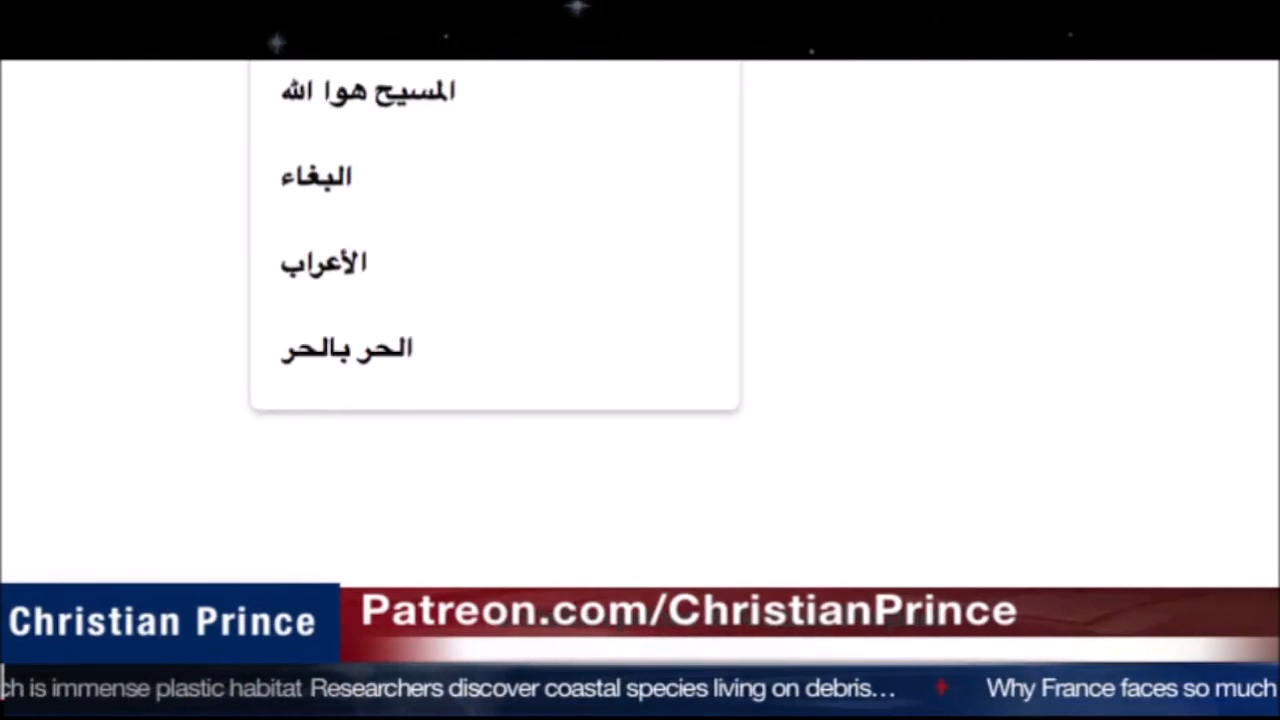 المسيح هوا الله
البغاء
الأعراب
الحر بالحر
Christian Prince
Patreon.com/ChristianPrince
ch is immense plastic habitat Researchers discover coastal species living on debris… Why France faces so much